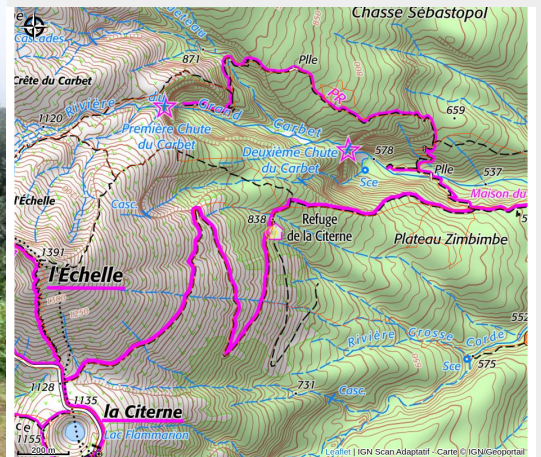 Chasse Sébastopol
Cascades
871
Plle
Crête du Carbet
PR
659
Rivière du Grand Carbet
1120
Première Chute
du Carbet
Deuxième Chute
du Carbet
578
537
Sce
Plle
Maison du
l'Échelle
Casc.
838
Refuge
de la Citerne
Plateau Zimbimbe
1391
l'Échelle
Rivière Grosse Corde
552
Sce
575
731
Casc.
1128
1135
la Citerne
Lac Flammarion
1155
200 m
Leaflet | IGN Scan Adaptatif - Carte © IGN/Geoportail